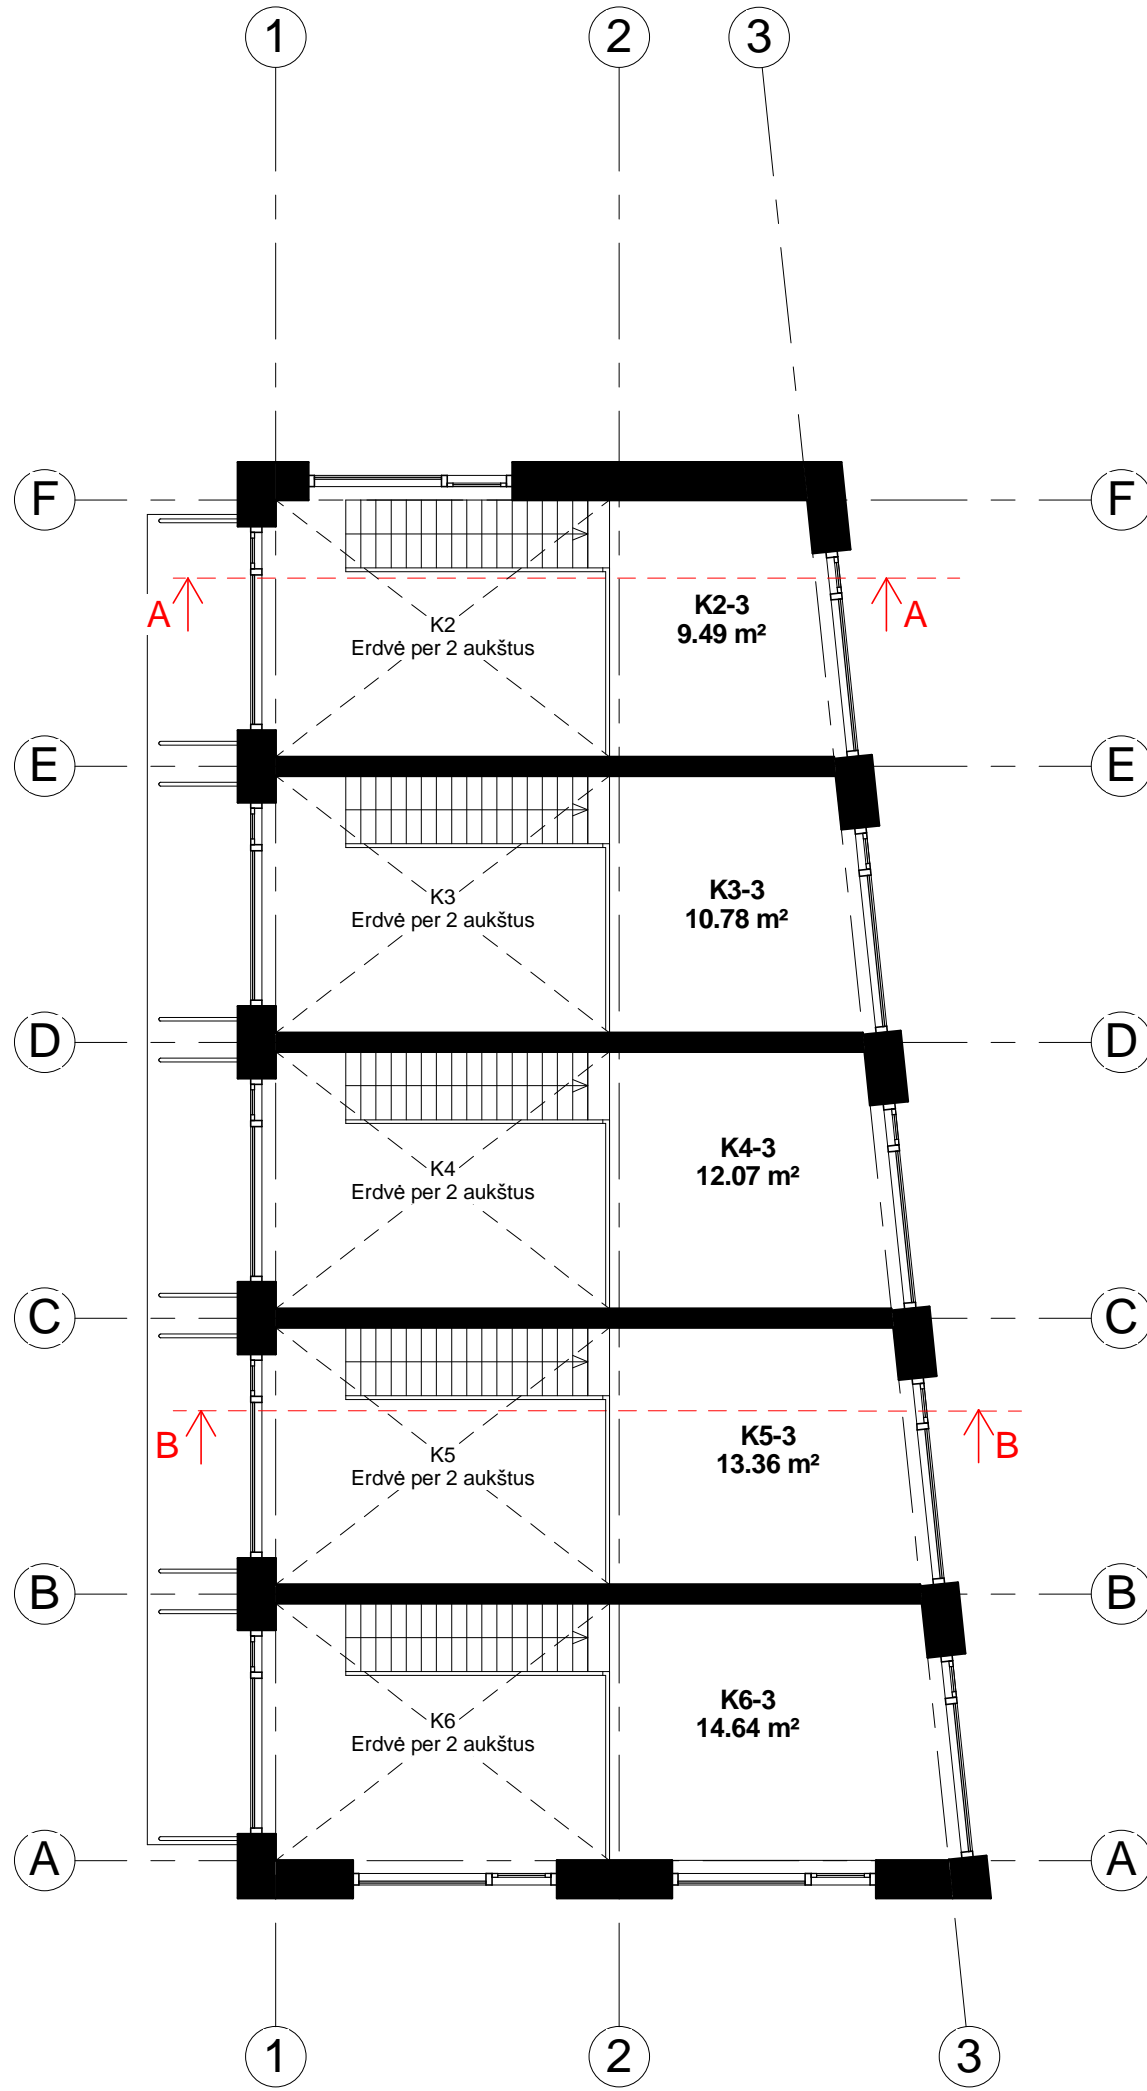 1
2
3
F
F
A
A
K2
Erdvė per 2 aukštus
K2-3
9.49 m²
E
E
K3
Erdvė per 2 aukštus
K3-3
10.78 m²
D
D
K4
Erdvė per 2 aukštus
K4-3
12.07 m²
C
C
B
B
K5
Erdvė per 2 aukštus
K5-3
13.36 m²
B
B
K6
Erdvė per 2 aukštus
K6-3
14.64 m²
A
A
1
2
3